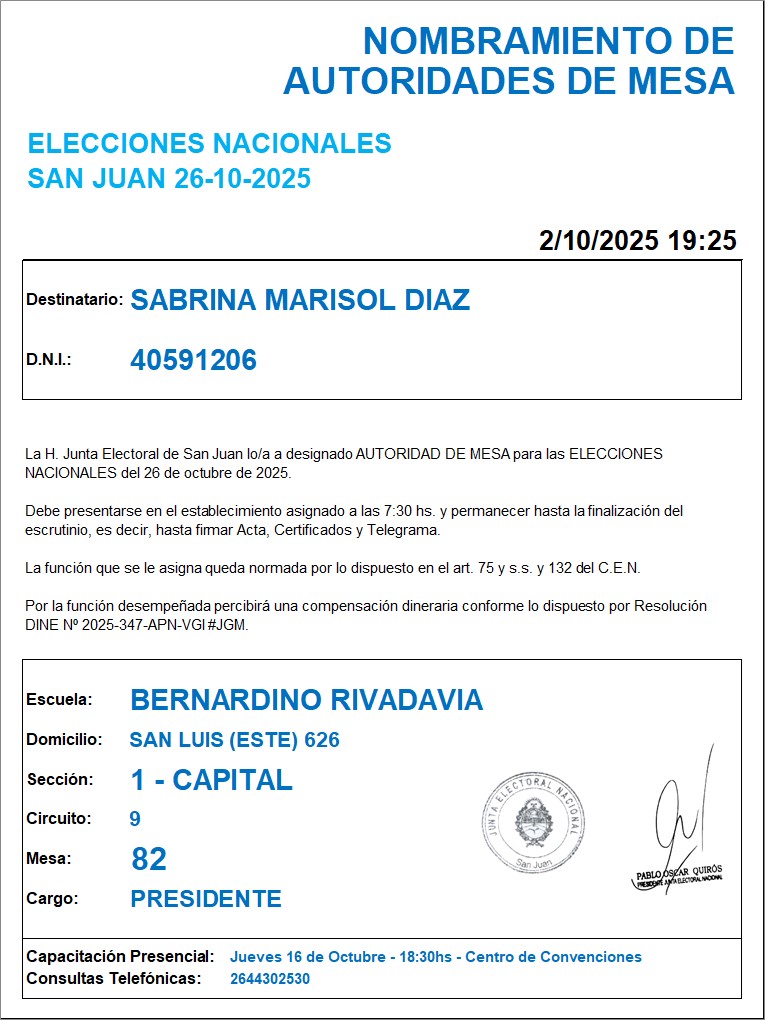 NOMBRAMIENTO DE
AUTORIDADES DE MESA
ELECCIONES NACIONALES
SAN JUAN 26-10-2025
2/10/2025 19:25
Destinatario: SABRINA MARISOL DIAZ
D.N.I.: 40591206
La H. Junta Electoral de San Juan lo/a a designado AUTORIDAD DE MESA para las ELECCIONES
NACIONALES del 26 de octubre de 2025.
Debe presentarse en el establecimiento asignado a las 7:30 hs. y permanecer hasta la finalización del
escrutinio, es decir, hasta firmar Acta, Certificados y Telegrama.
La función que se le asigna queda normada por lo dispuesto en el art. 75 y s.s. y 132 del C.E.N.
Por la función desempeñada percibirá una compensación dineraria conforme lo dispuesto por Resolución
DINE Nº 2025-347-APN-VGI#JGM.
Escuela: BERNARDINO RIVADAVIA
Domicilio: SAN LUIS (ESTE) 626
Sección: 1 - CAPITAL
Circuito: 9
Mesa: 82
Cargo: PRESIDENTE
JUNTA ELECTORAL NACIONAL
San Juan
PABLO OSCAR QUIRÓS
PRESIDENTE JUNTA ELECTORAL NACIONAL
Capacitación Presencial: Jueves 16 de Octubre - 18:30hs - Centro de Convenciones
Consultas Telefónicas: 2644302530